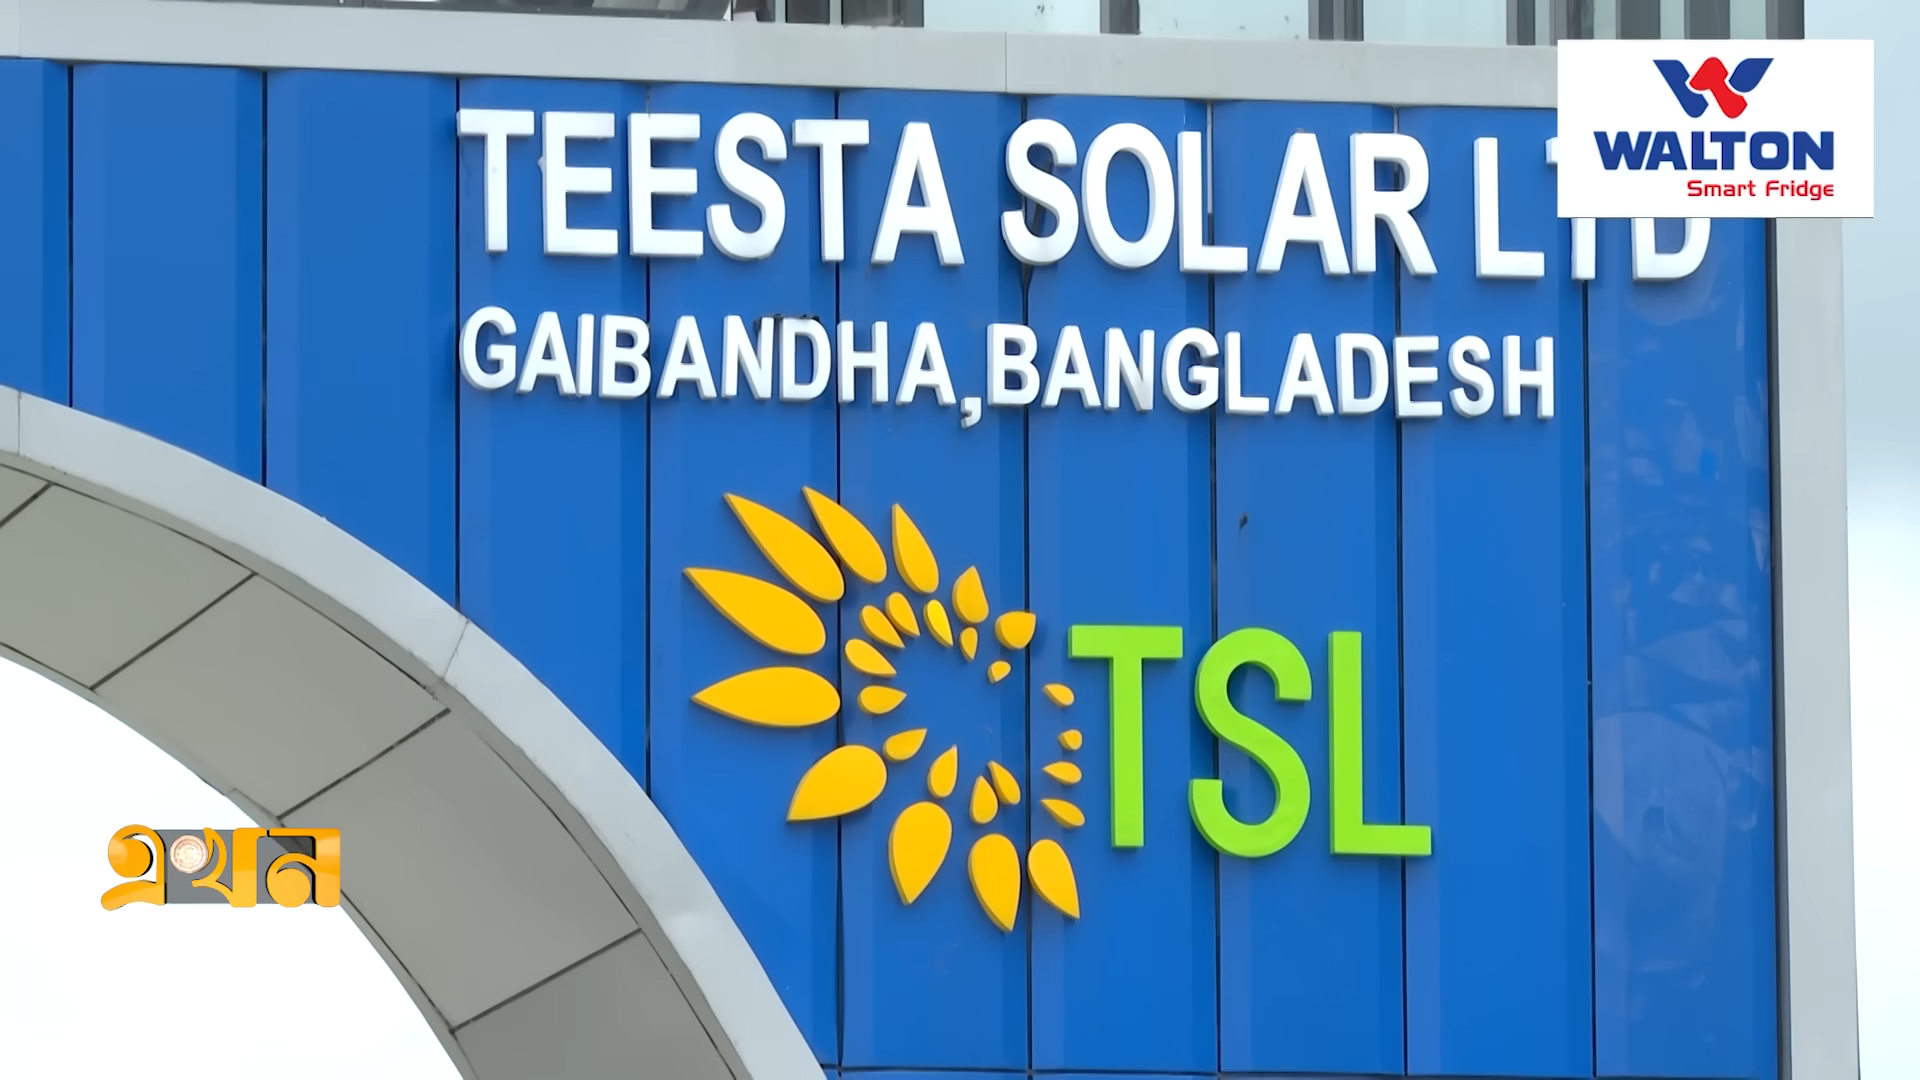 TEESTA SOLAR LTD
GAIBANDHA,BANGLADESH
TSL
WALTON
Smart Fridge
এখন